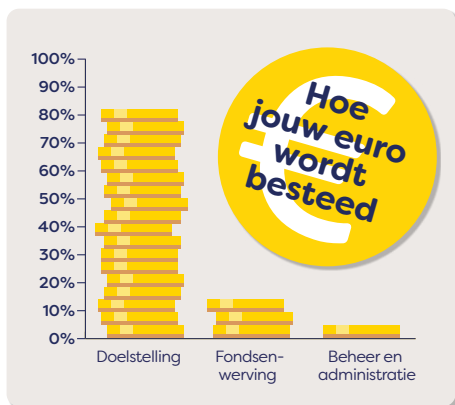 Hoe
jouw euro
wordt
besteed
100%
90%
80%
70%
60%
50%
40%
30%
20%
10%
0%
Doelstelling
Fondsen-
werving
Beheer en
administratie